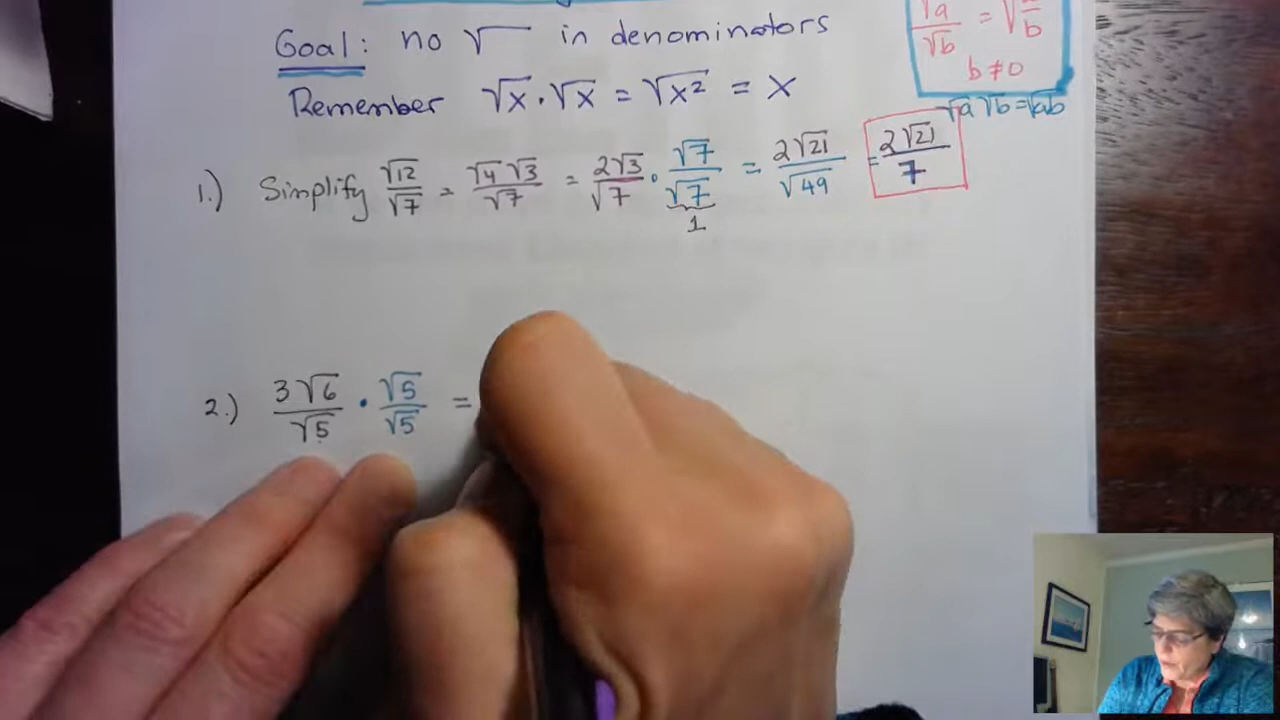 Goal: no √ in denominators
√a/√b = √a/b
b ≠ 0
Remember √x · √x = √x² = x
√a √b = √ab
1.) Simplify √12/√7 = √4 √3/√7 = 2√3/√7 · √7/√7 = 2√21/√49 = 2√21/7
1
2.) 3√6/√5 · √5/√5 =